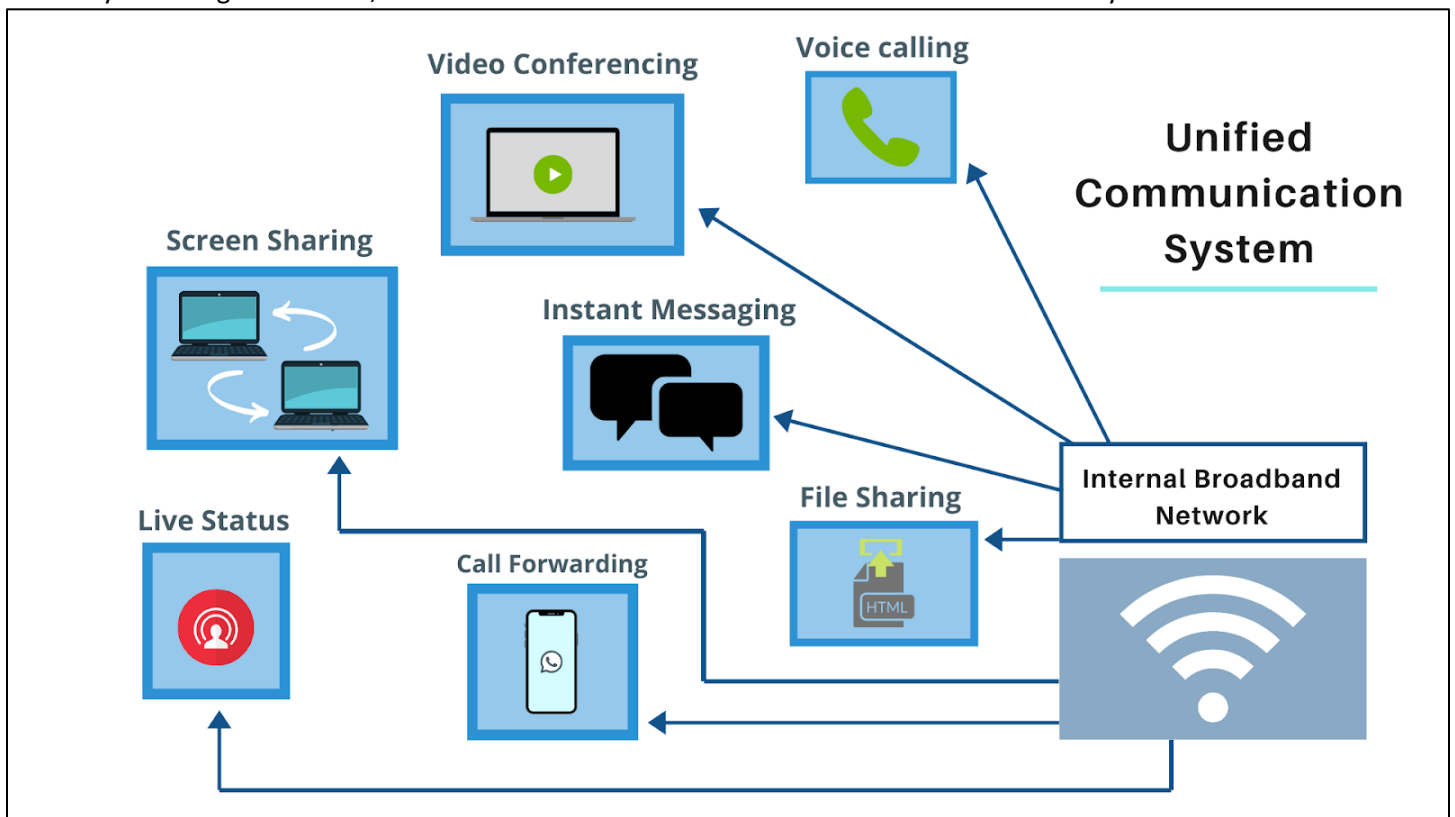 Voice calling
Video Conferencing
Unified
Communication
System
Screen Sharing
Instant Messaging
Internal Broadband
Network
File Sharing
HTML
Live Status
Call Forwarding